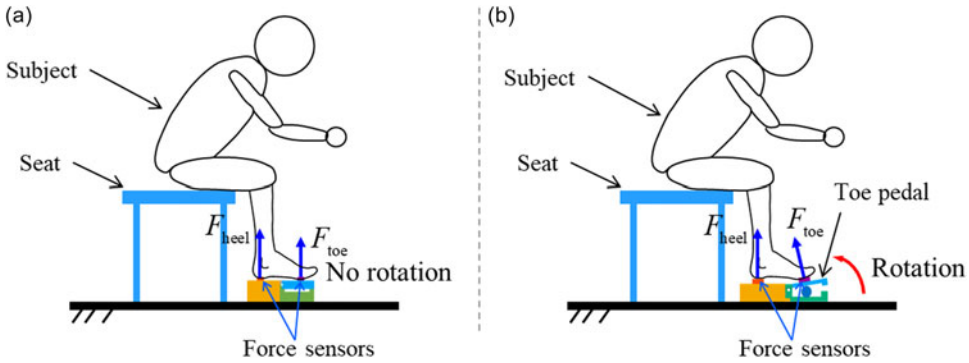 (a)
Subject
Seat
F heel
F toe
No rotation
Force sensors
(b)
Subject
Seat
F heel
F toe
Toe pedal
Rotation
Force sensors